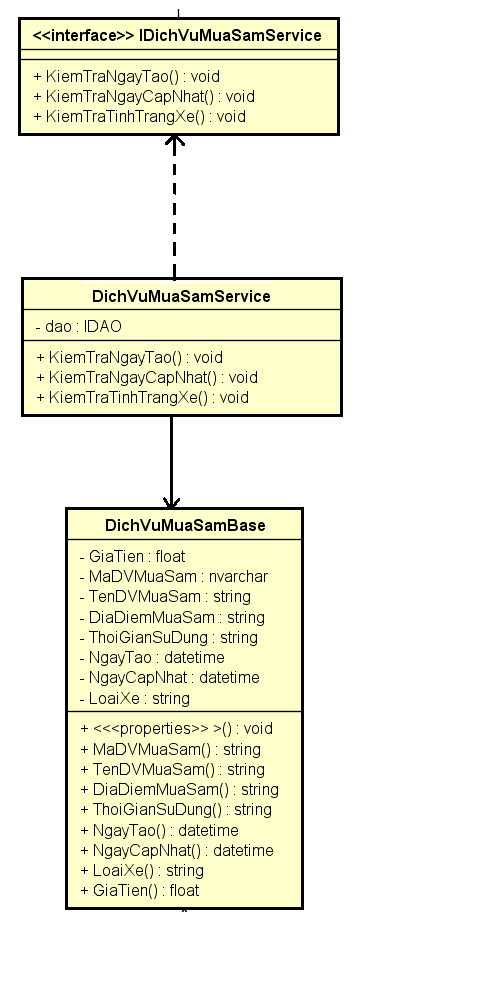 <<interface>> IDichVuMuaSamService
+ KiemTraNgayTao() : void
+ KiemTraNgayCapNhat() : void
+ KiemTraTinhTrangXe() : void
DichVuMuaSamService
- dao : IDAO
+ KiemTraNgayTao() : void
+ KiemTraNgayCapNhat() : void
+ KiemTraTinhTrangXe() : void
DichVuMuaSamBase
- GiaTien : float
- MaDVMuaSam : nvarchar
- TenDVMuaSam : string
- DiaDiemMuaSam : string
- ThoiGianSuDung : string
- NgayTao : datetime
- NgayCapNhat : datetime
- LoaiXe : string
+ <<<properties>> >() : void
+ MaDVMuaSam() : string
+ TenDVMuaSam() : string
+ DiaDiemMuaSam() : string
+ ThoiGianSuDung() : string
+ NgayTao() : datetime
+ NgayCapNhat() : datetime
+ LoaiXe() : string
+ GiaTien() : float